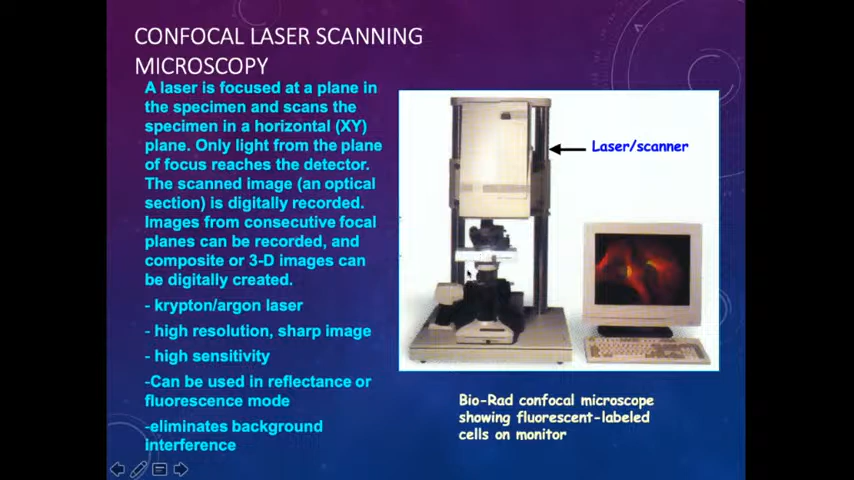 CONFOCAL LASER SCANNING
MICROSCOPY
A laser is focused at a plane in
the specimen and scans the
specimen in a horizontal (XY)
plane. Only light from the plane
of focus reaches the detector.
The scanned image (an optical
section) is digitally recorded.
Images from consecutive focal
planes can be recorded, and
composite or 3-D images can
be digitally created.
- krypton/argon laser
- high resolution, sharp image
- high sensitivity
-Can be used in reflectance or
fluorescence mode
-eliminates background
interference
Laser/scanner
Bio-Rad confocal microscope
showing fluorescent-labeled
cells on monitor